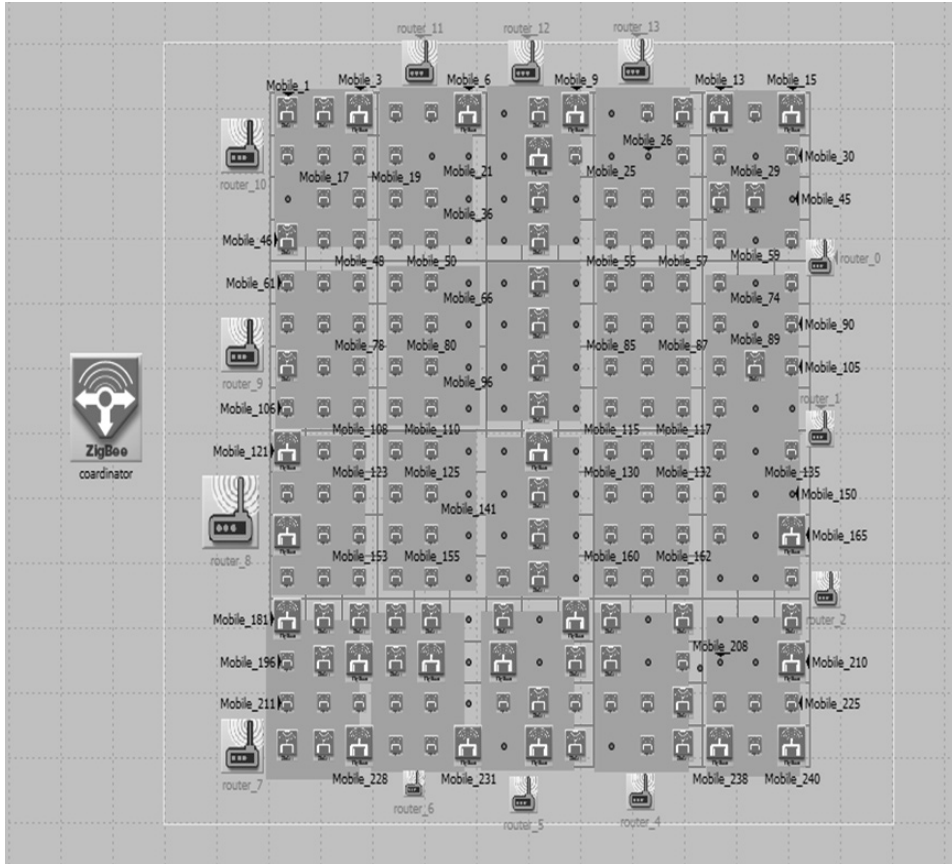 router_11 router_12 router_13
Mobile_1 Mobile_3 Mobile_6 Mobile_9 Mobile_13 Mobile_15
Mobile_26
router_10 Mobile_17 Mobile_19 Mobile_21 Mobile_25 Mobile_29 Mobile_30
Mobile_36 Mobile_45
Mobile_46
Mobile_48 Mobile_50 Mobile_55 Mobile_57 Mobile_59 router_0
Mobile_61
Mobile_66 Mobile_74
Mobile_90
router_9 Mobile_78 Mobile_80 Mobile_85 Mobile_87 Mobile_89
Mobile_105
Mobile_96
router_1
Mobile_106
Mobile_108 Mobile_110 Mobile_115 Mobile_117
Mobile_121
Mobile_123 Mobile_125 Mobile_130 Mobile_132 Mobile_135
ZigBee
coardinator
Mobile_150
Mobile_141
Mobile_165
router_8 Mobile_153 Mobile_155 Mobile_160 Mobile_162
Mobile_181 router_2
Mobile_208
Mobile_196 Mobile_210
Mobile_211 Mobile_225
router_7 Mobile_228 Mobile_231 Mobile_238 Mobile_240
router_6 router_5 router_4